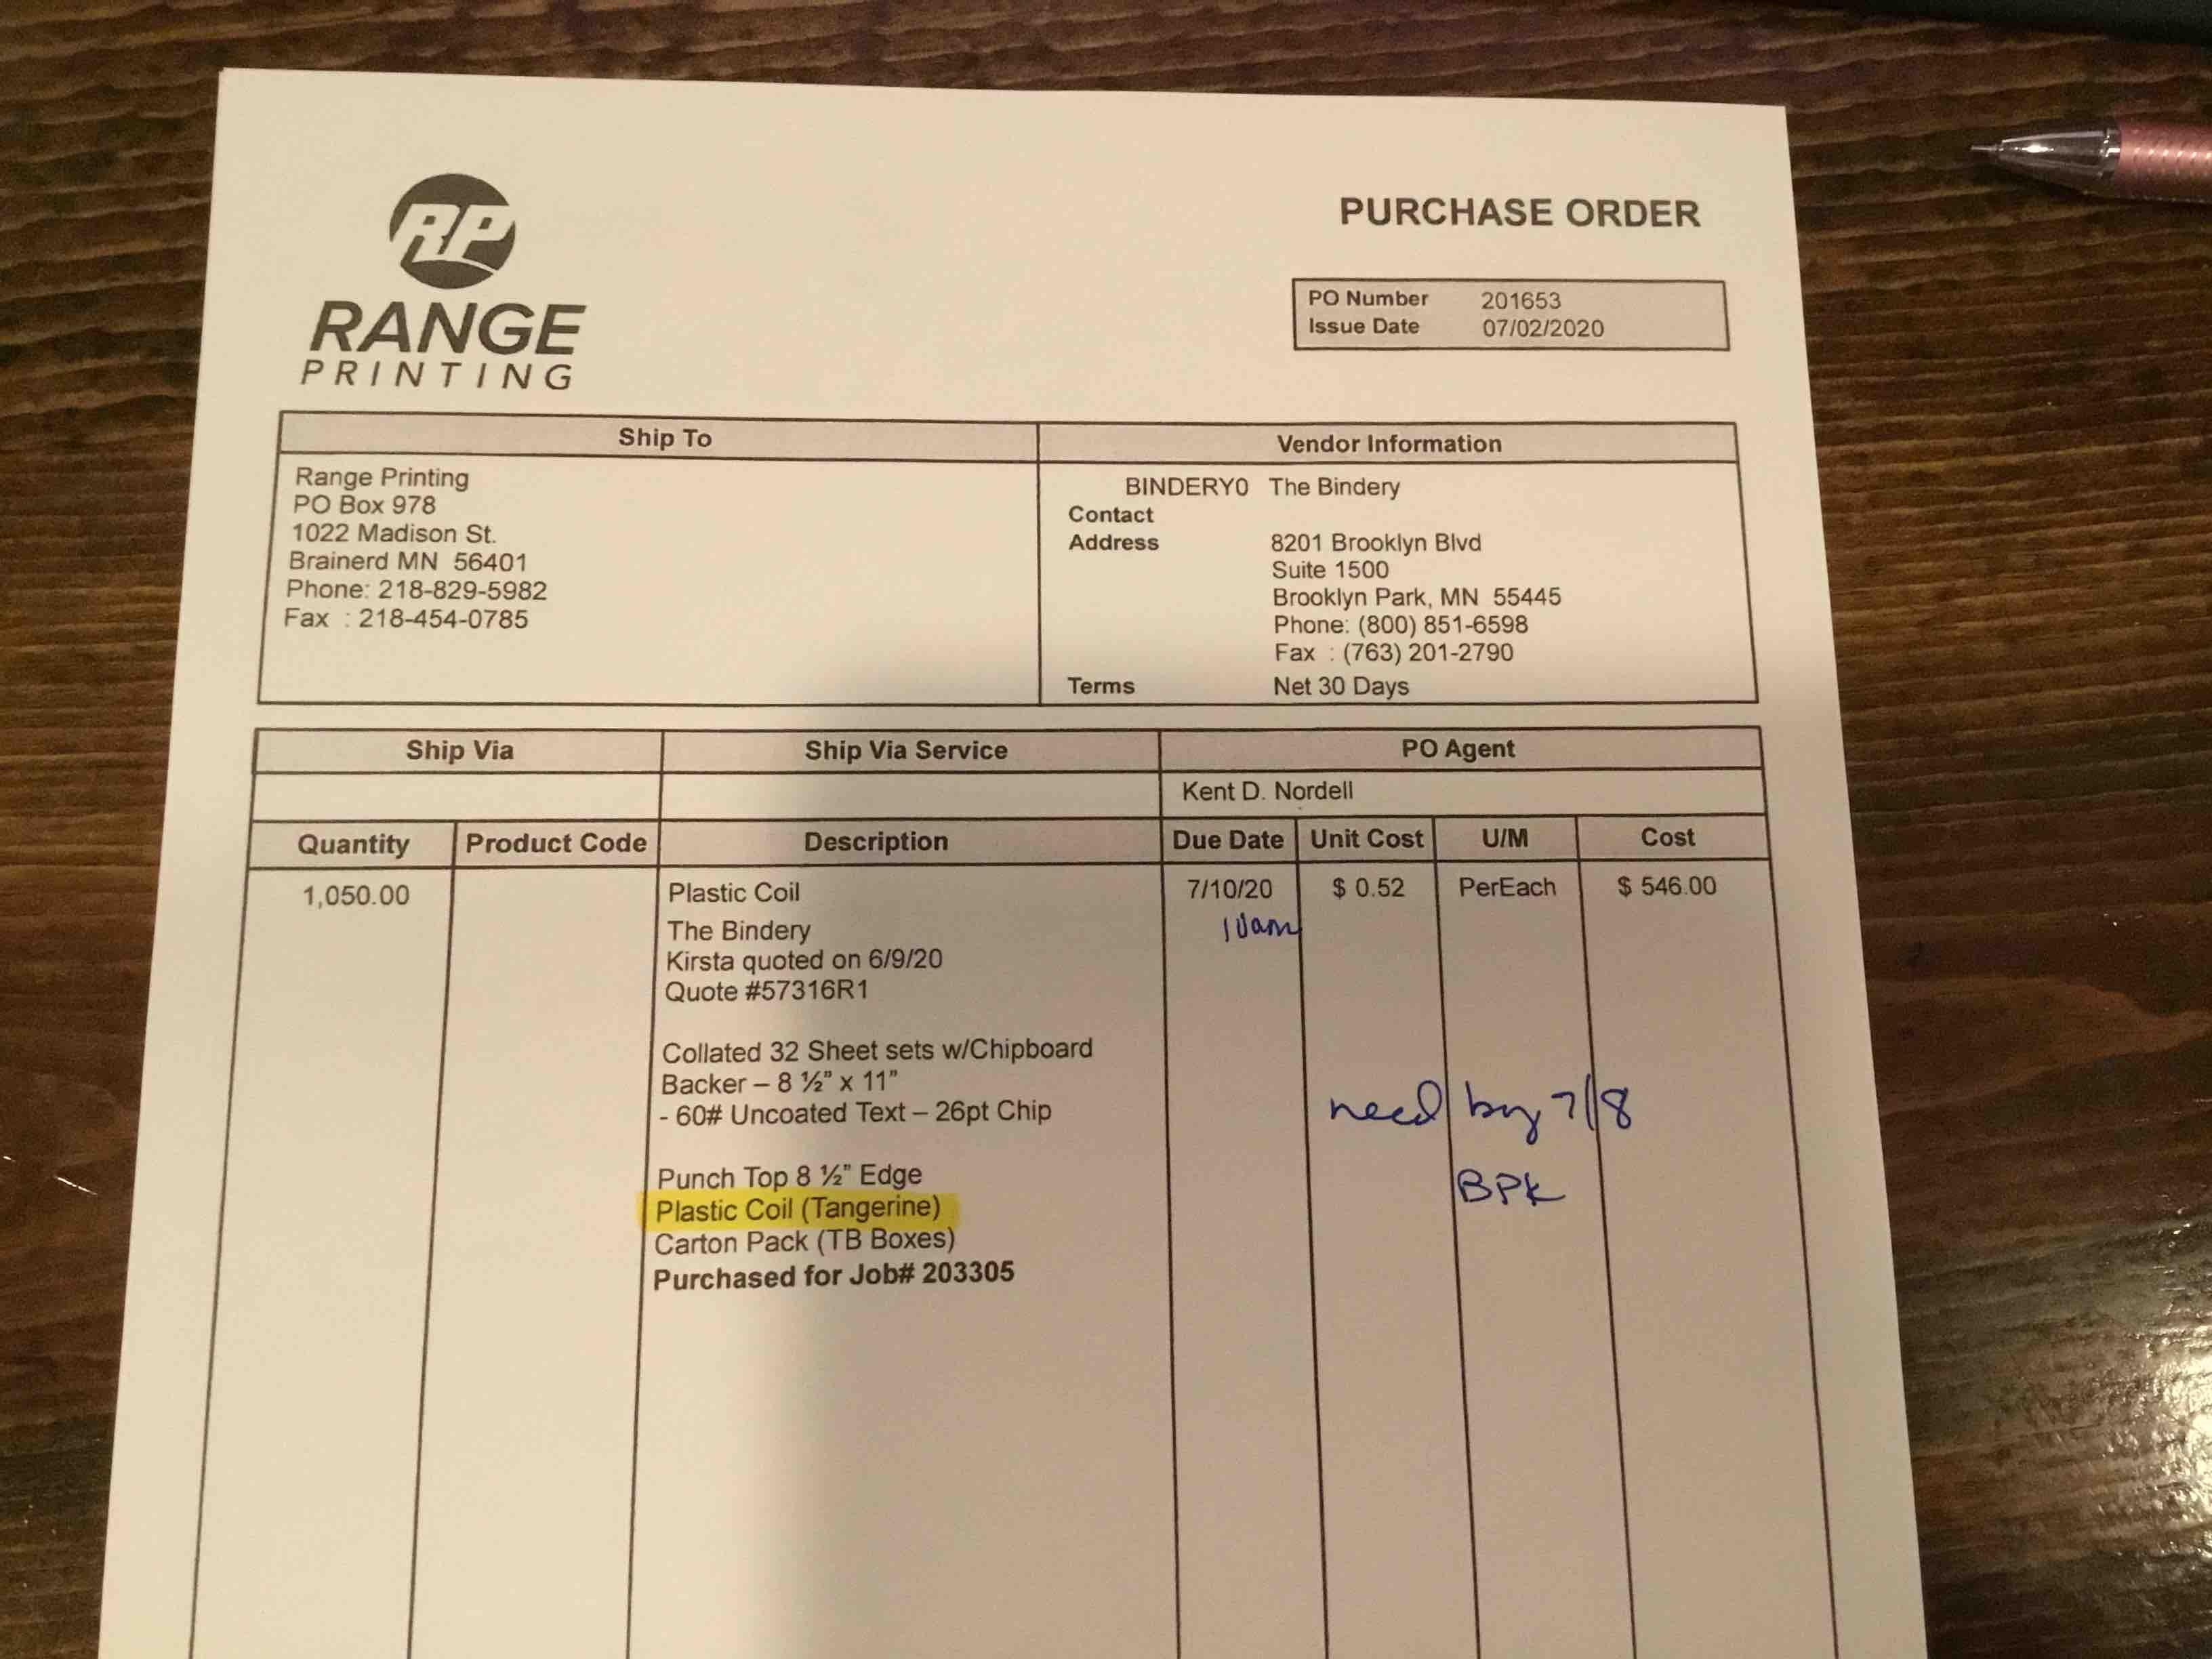 RP
RANGE
PRINTING
PURCHASE ORDER
PO Number 201653
Issue Date 07/02/2020
Ship To
Range Printing
PO Box 978
1022 Madison St.
Brainerd MN 56401
Phone: 218-829-5982
Fax : 218-454-0785
Vendor Information
BINDERY0 The Bindery
Contact
Address 8201 Brooklyn Blvd
Suite 1500
Brooklyn Park, MN 55445
Phone: (800) 851-6598
Fax : (763) 201-2790
Terms Net 30 Days
Ship Via Ship Via Service PO Agent
Kent D. Nordell
Quantity Product Code Description Due Date Unit Cost U/M Cost
1,050.00 Plastic Coil 7/10/20 $ 0.52 PerEach $ 546.00
The Bindery 10am
Kirsta quoted on 6/9/20
Quote #57316R1
Collated 32 Sheet sets w/Chipboard
Backer – 8 ½” x 11”
- 60# Uncoated Text – 26pt Chip
need by 7/8
Punch Top 8 ½” Edge
BPK
Plastic Coil (Tangerine)
Carton Pack (TB Boxes)
Purchased for Job# 203305